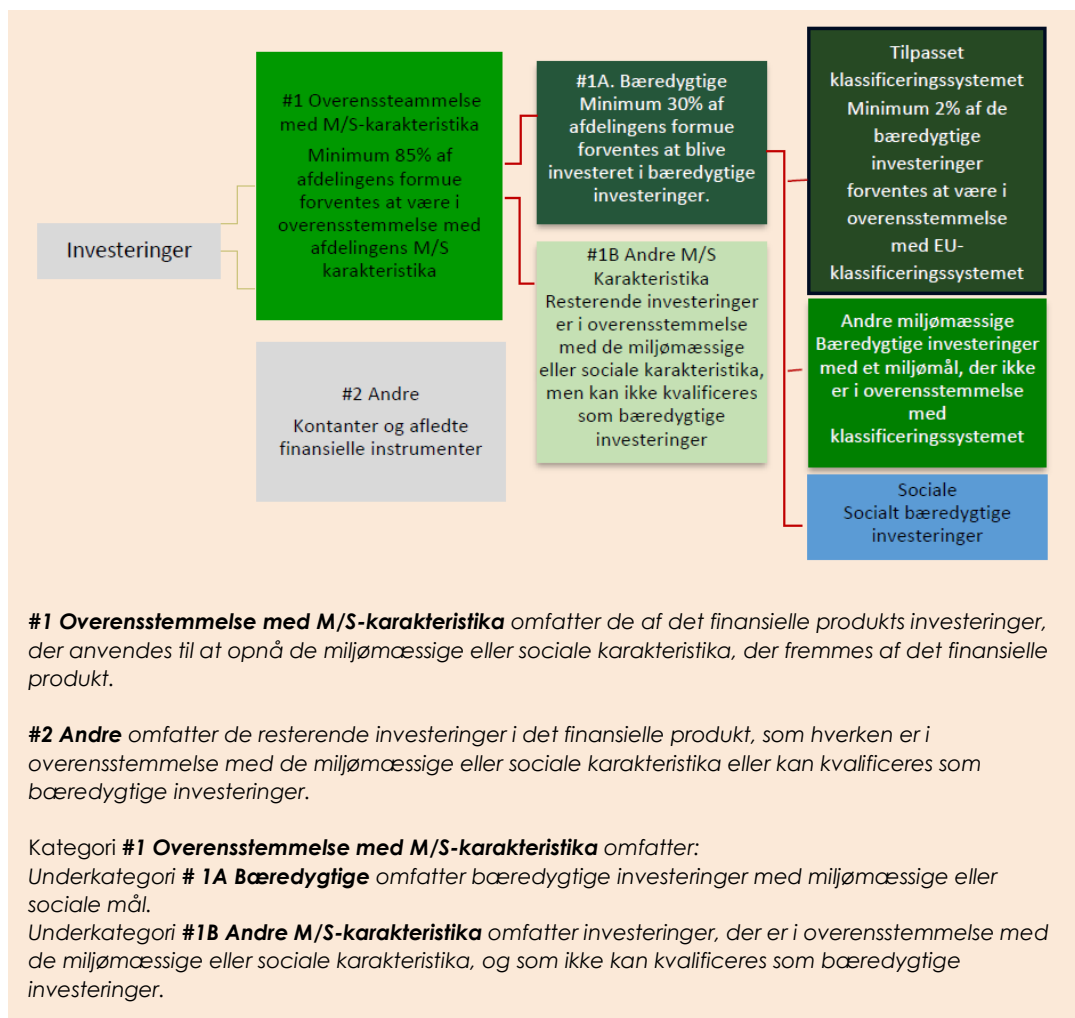 Investeringer
#1 Overenssteammelse
med M/S-karakteristika
Minimum 85% af
afdelingens formue
forventes at være i
overensstemmelse med
afdelingens M/S
karakteristika
#2 Andre
Kontanter og afledte
finansielle instrumenter
#1A. Bæredygtige
Minimum 30% af
afdelingens formue
forventes at blive
investeret i bæredygtige
investeringer.
#1B Andre M/S
Karakteristika
Resterende investeringer
er i overensstemmelse
med de miljømæssige
eller sociale karakteristika,
men kan ikke kvalificeres
som bæredygtige
investeringer
Tilpasset
klassificeringssystemet
Minimum 2% af de
bæredygtige
investeringer
forventes at være i
overensstemmelse
med EU-
klassificeringssystemet
Andre miljømæssige
Bæredygtige investeringer
med et miljømål, der ikke
er i overensstemmelse
med
klassificeringssystemet
Sociale
Socialt bæredygtige
investeringer
#1 Overensstemmelse med M/S-karakteristika omfatter de af det finansielle produkts investeringer,
der anvendes til at opnå de miljømæssige eller sociale karakteristika, der fremmes af det finansielle
produkt.
#2 Andre omfatter de resterende investeringer i det finansielle produkt, som hverken er i
overensstemmelse med de miljømæssige eller sociale karakteristika eller kan kvalificeres som
bæredygtige investeringer.
Kategori #1 Overensstemmelse med M/S-karakteristika omfatter:
Underkategori # 1A Bæredygtige omfatter bæredygtige investeringer med miljømæssige eller
sociale mål.
Underkategori #1B Andre M/S-karakteristika omfatter investeringer, der er i overensstemmelse med
de miljømæssige eller sociale karakteristika, og som ikke kan kvalificeres som bæredygtige
investeringer.